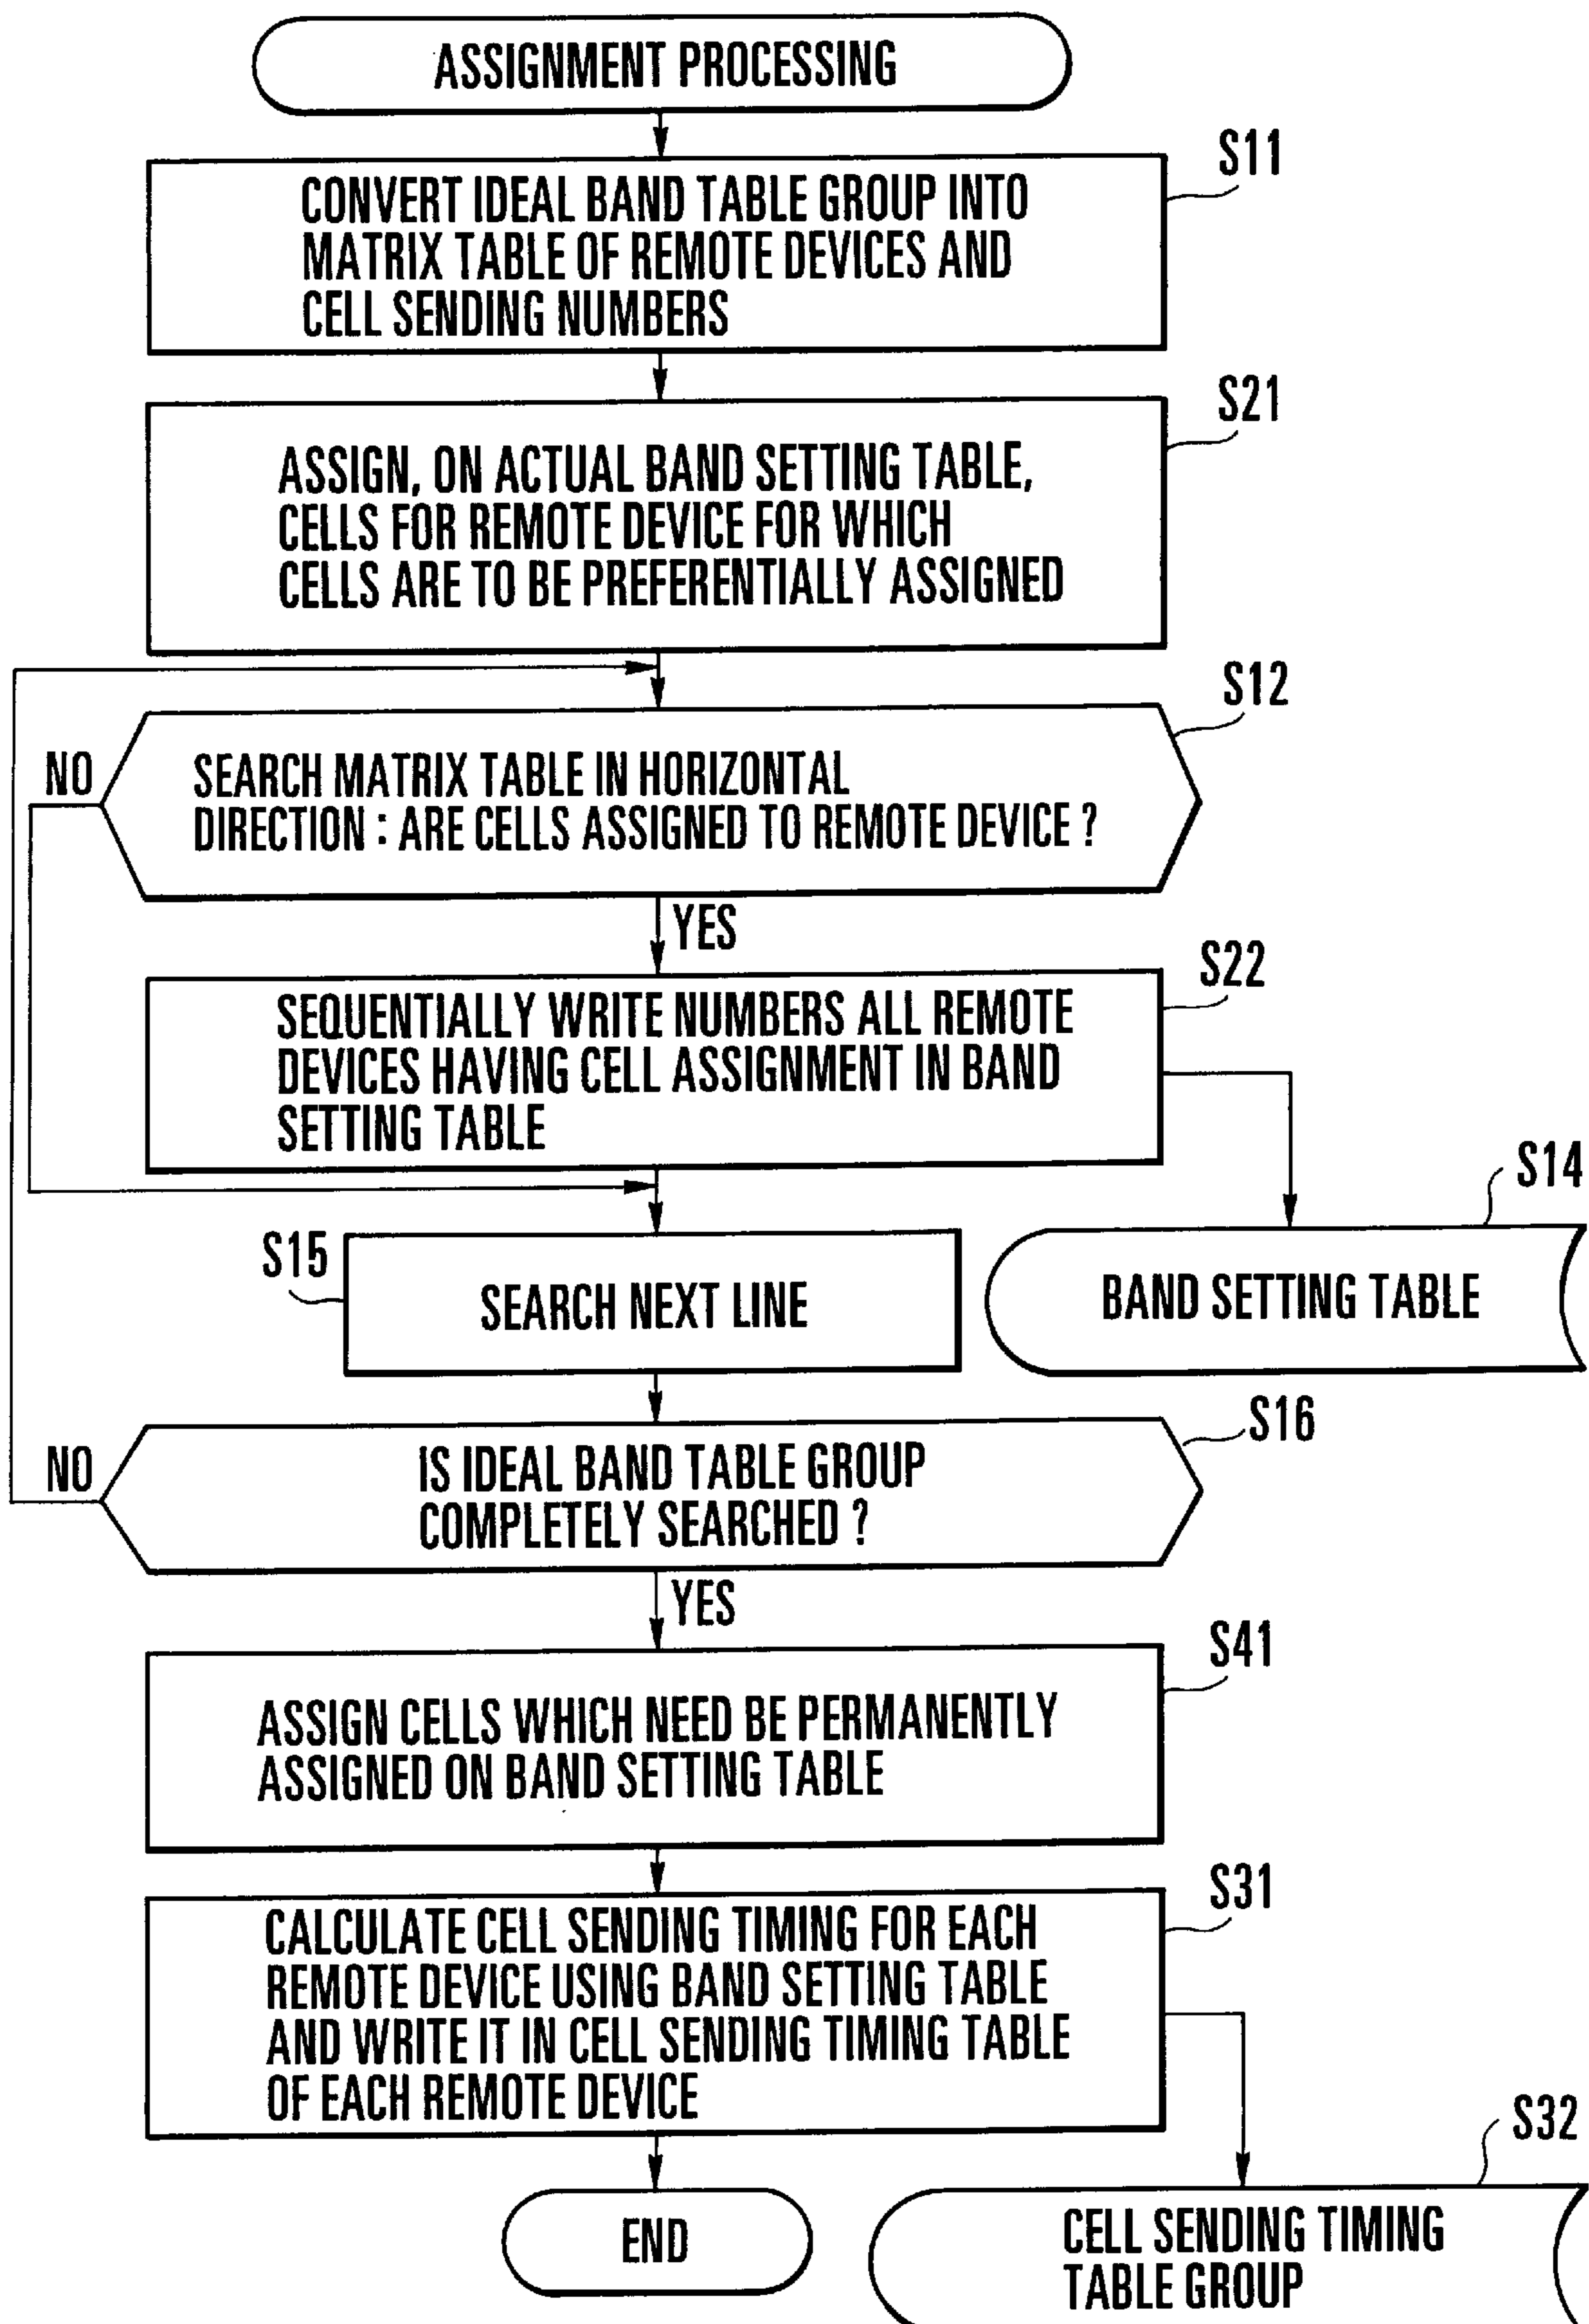 ASSIGNMENT PROCESSING
S11
CONVERT IDEAL BAND TABLE GROUP INTO
MATRIX TABLE OF REMOTE DEVICES AND
CELL SENDING NUMBERS
S21
ASSIGN, ON ACTUAL BAND SETTING TABLE,
CELLS FOR REMOTE DEVICE FOR WHICH
CELLS ARE TO BE PREFERENTIALLY ASSIGNED
S12
NO
SEARCH MATRIX TABLE IN HORIZONTAL
DIRECTION : ARE CELLS ASSIGNED TO REMOTE DEVICE ?
YES
S22
SEQUENTIALLY WRITE NUMBERS ALL REMOTE
DEVICES HAVING CELL ASSIGNMENT IN BAND
SETTING TABLE
S14
S15
SEARCH NEXT LINE
BAND SETTING TABLE
S16
NO
IS IDEAL BAND TABLE GROUP
COMPLETELY SEARCHED ?
YES
S41
ASSIGN CELLS WHICH NEED BE PERMANENTLY
ASSIGNED ON BAND SETTING TABLE
S31
CALCULATE CELL SENDING TIMING FOR EACH
REMOTE DEVICE USING BAND SETTING TABLE
AND WRITE IT IN CELL SENDING TIMING TABLE
OF EACH REMOTE DEVICE
S32
END
CELL SENDING TIMING
TABLE GROUP